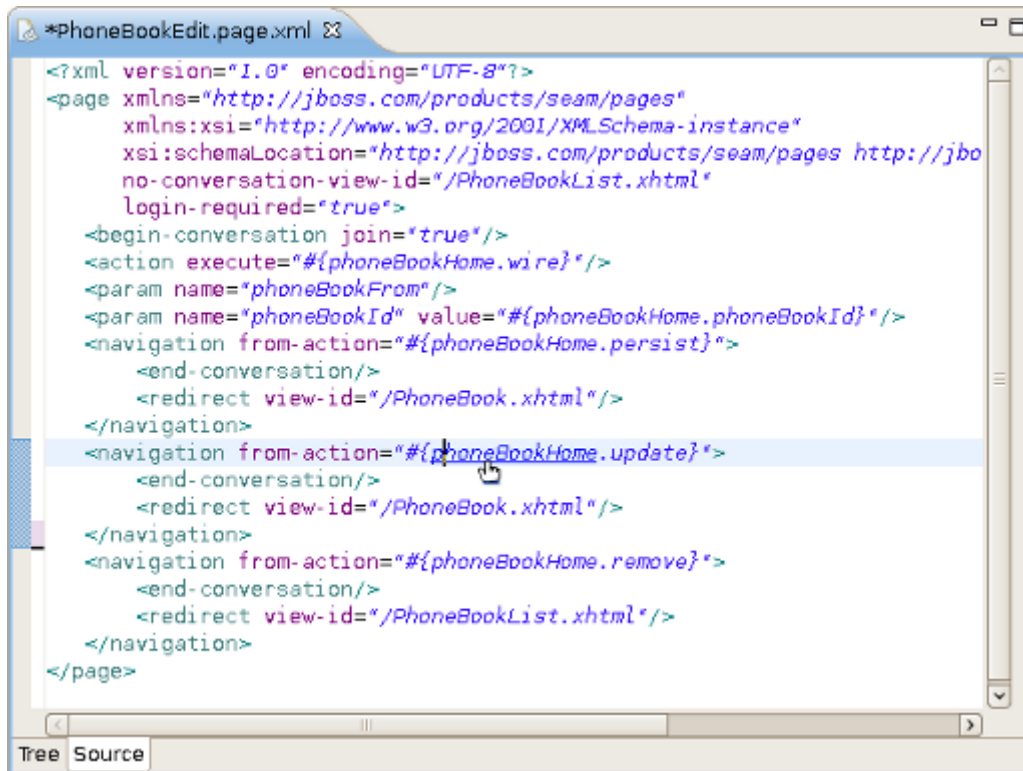 *PhoneBookEdit.page.xml
<?xml version="1.0" encoding="UTF-8"?>
<page xmlns="http://jboss.com/products/seam/pages"
xmlns:xsi="http://www.w3.org/2001/XMLSchema-instance"
xsi:schemaLocation="http://jboss.com/products/seam/pages http://jbo
no-conversation-view-id="/PhoneBookList.xhtml"
login-required="true">
<begin-conversation join="true"/>
<action execute="#{phoneBookHome.wire}"/>
<param name="phoneBookFrom"/>
<param name="phoneBookId" value="#{phoneBookHome.phoneBookId}"/>
<navigation from-action="#{phoneBookHome.persist}">
<end-conversation/>
<redirect view-id="/PhoneBook.xhtml"/>
</navigation>
<navigation from-action="#{phoneBookHome.update}">
<end-conversation/>
<redirect view-id="/PhoneBook.xhtml"/>
</navigation>
<navigation from-action="#{phoneBookHome.remove}">
<end-conversation/>
<redirect view-id="/PhoneBookList.xhtml"/>
</navigation>
</page>
Tree Source